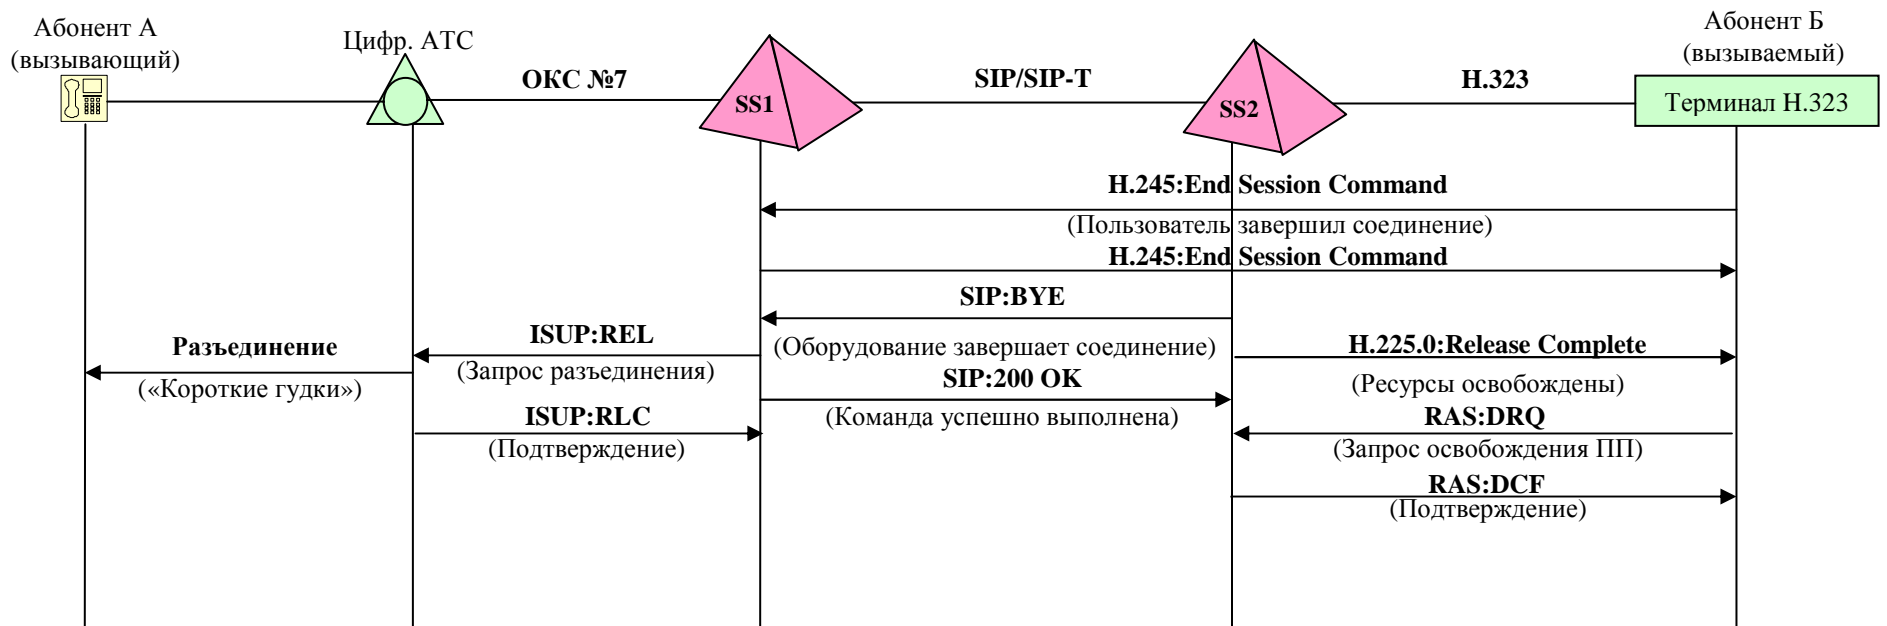 Абонент А
(вызывающий)
Цифр. АТС
ОКС №7
SS1
SIP/SIP-T
SS2
H.323
Абонент Б
(вызываемый)
Терминал H.323
H.245:End Session Command
(Пользователь завершил соединение)
H.245:End Session Command
SIP:BYE
(Оборудование завершает соединение)
ISUP:REL
(Запрос разъединения)
Разъединение
(«Короткие гудки»)
H.225.0:Release Complete
(Ресурсы освобождены)
SIP:200 OK
(Команда успешно выполнена)
ISUP:RLC
(Подтверждение)
RAS:DRQ
(Запрос освобождения ПП)
RAS:DCF
(Подтверждение)